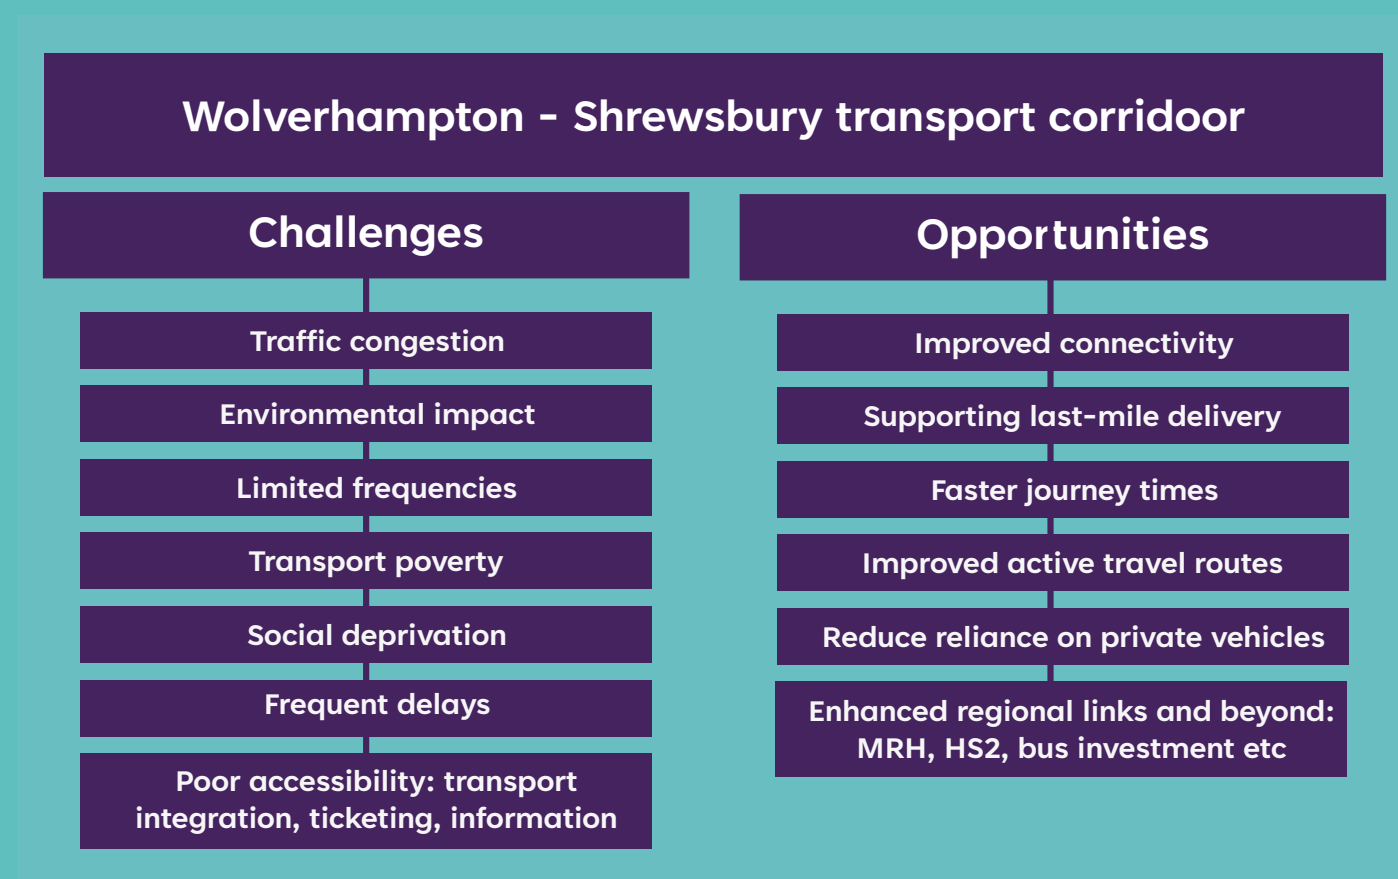 Wolverhampton - Shrewsbury transport corridoor
Challenges
Traffic congestion
Environmental impact
Limited frequencies
Transport poverty
Social deprivation
Frequent delays
Poor accessibility: transport
integration, ticketing, information
Opportunities
Improved connectivity
Supporting last-mile delivery
Faster journey times
Improved active travel routes
Reduce reliance on private vehicles
Enhanced regional links and beyond:
MRH, HS2, bus investment etc